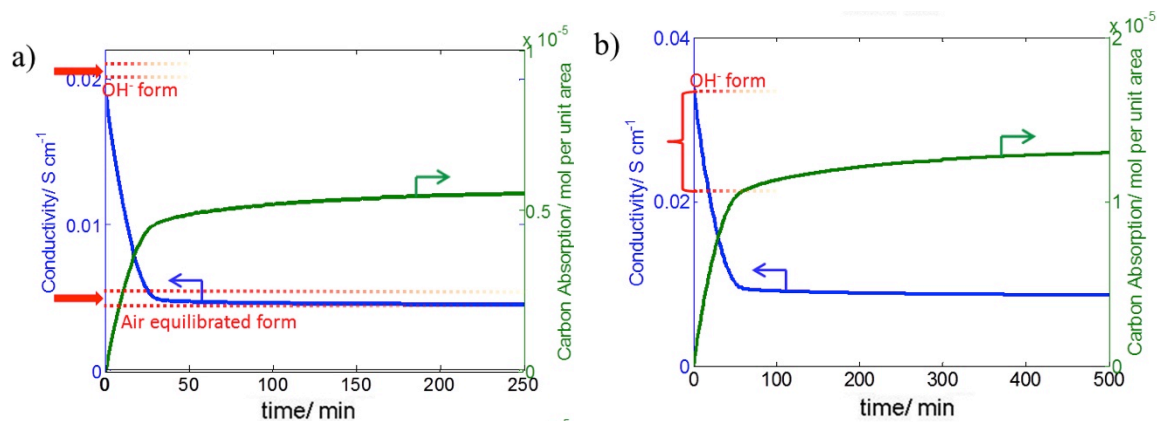 a)
Conductivity/ S cm-1
0.02
0.01
0
OH- form
Air equilibrated form
0
50
100
150
200
250
time/ min
x 10-5
1
0.5
0
Carbon Absorption/ mol per unit area
b)
Conductivity/ S cm-1
0.04
0.02
0
OH- form
0
100
200
300
400
500
time/ min
x 10-5
2
1
0
Carbon Absorption/ mol per unit area